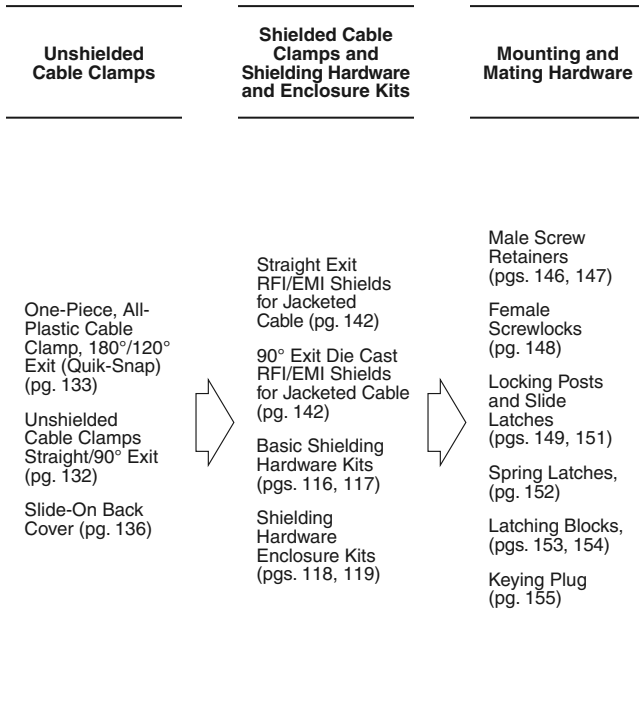 Unshielded
Cable Clamps
Shielded Cable
Clamps and
Shielding Hardware
and Enclosure Kits
Mounting and
Mating Hardware
One-Piece, All-
Plastic Cable
Clamp, 180°/120°
Exit (Quik-Snap)
(pg. 133)
Unshielded
Cable Clamps
Straight/90° Exit
(pg. 132)
Slide-On Back
Cover (pg. 136)
Straight Exit
RFI/EMI Shields
for Jacketed
Cable (pg. 142)
90° Exit Die Cast
RFI/EMI Shields
for Jacketed Cable
(pg. 142)
Basic Shielding
Hardware Kits
(pgs. 116, 117)
Shielding
Hardware
Enclosure Kits
(pgs. 118, 119)
Male Screw
Retainers
(pgs. 146, 147)
Female
Screwlocks
(pg. 148)
Locking Posts
and Slide
Latches
(pgs. 149, 151)
Spring Latches,
(pg. 152)
Latching Blocks,
(pgs. 153, 154)
Keying Plug
(pg. 155)